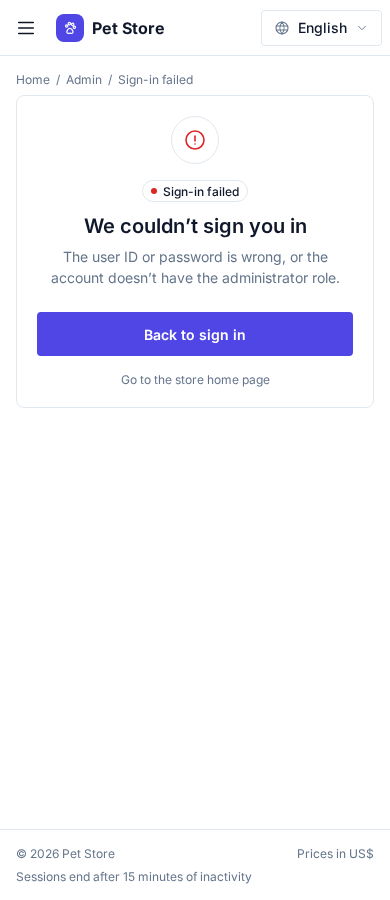 Pet Store
English
Home / Admin / Sign-in failed
Sign-in failed
We couldn’t sign you in
The user ID or password is wrong, or the
account doesn’t have the administrator role.
Back to sign in
Go to the store home page
© 2026 Pet Store
Prices in US$
Sessions end after 15 minutes of inactivity